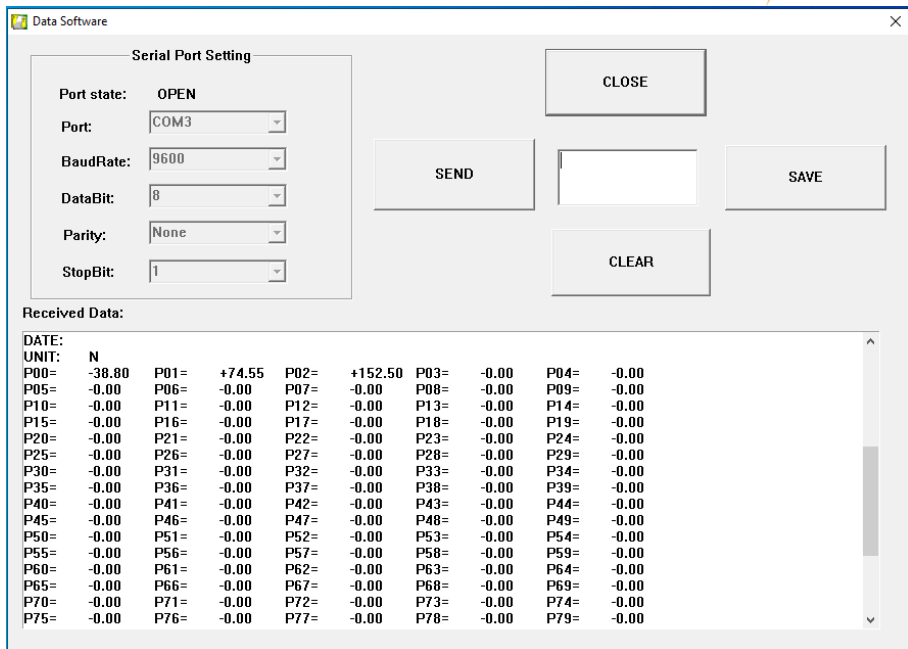 Data Software
Serial Port Setting
Port state: OPEN
Port: COM3
BaudRate: 9600
DataBit: 8
Parity: None
StopBit: 1
CLOSE
SEND
SAVE
CLEAR
Received Data:
DATE:
UNIT: N
P00= -38.80 P01= +74.55 P02= +152.50 P03= -0.00 P04= -0.00
P05= -0.00 P06= -0.00 P07= -0.00 P08= -0.00 P09= -0.00
P10= -0.00 P11= -0.00 P12= -0.00 P13= -0.00 P14= -0.00
P15= -0.00 P16= -0.00 P17= -0.00 P18= -0.00 P19= -0.00
P20= -0.00 P21= -0.00 P22= -0.00 P23= -0.00 P24= -0.00
P25= -0.00 P26= -0.00 P27= -0.00 P28= -0.00 P29= -0.00
P30= -0.00 P31= -0.00 P32= -0.00 P33= -0.00 P34= -0.00
P35= -0.00 P36= -0.00 P37= -0.00 P38= -0.00 P39= -0.00
P40= -0.00 P41= -0.00 P42= -0.00 P43= -0.00 P44= -0.00
P45= -0.00 P46= -0.00 P47= -0.00 P48= -0.00 P49= -0.00
P50= -0.00 P51= -0.00 P52= -0.00 P53= -0.00 P54= -0.00
P55= -0.00 P56= -0.00 P57= -0.00 P58= -0.00 P59= -0.00
P60= -0.00 P61= -0.00 P62= -0.00 P63= -0.00 P64= -0.00
P65= -0.00 P66= -0.00 P67= -0.00 P68= -0.00 P69= -0.00
P70= -0.00 P71= -0.00 P72= -0.00 P73= -0.00 P74= -0.00
P75= -0.00 P76= -0.00 P77= -0.00 P78= -0.00 P79= -0.00